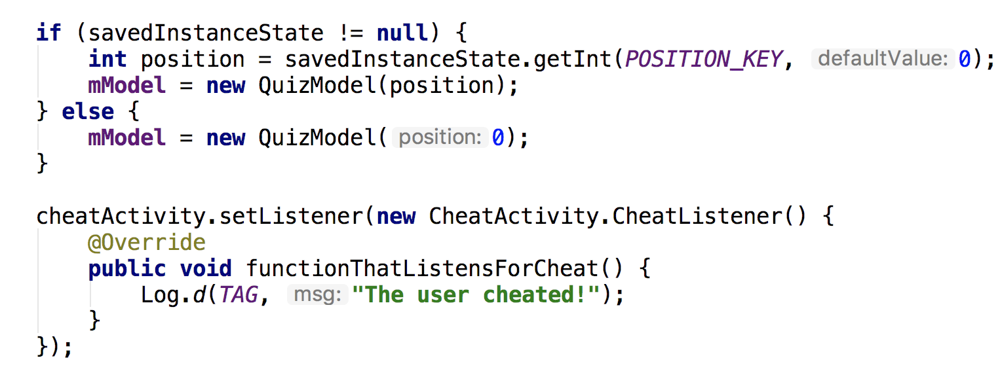 if (savedInstanceState != null) {
    int position = savedInstanceState.getInt(POSITION_KEY, defaultValue: 0);
    mModel = new QuizModel(position);
} else {
    mModel = new QuizModel( position: 0);
}

cheatActivity.setListener(new CheatActivity.CheatListener() {
    @Override
    public void functionThatListensForCheat() {
        Log.d(TAG, msg: "The user cheated!");
    }
});